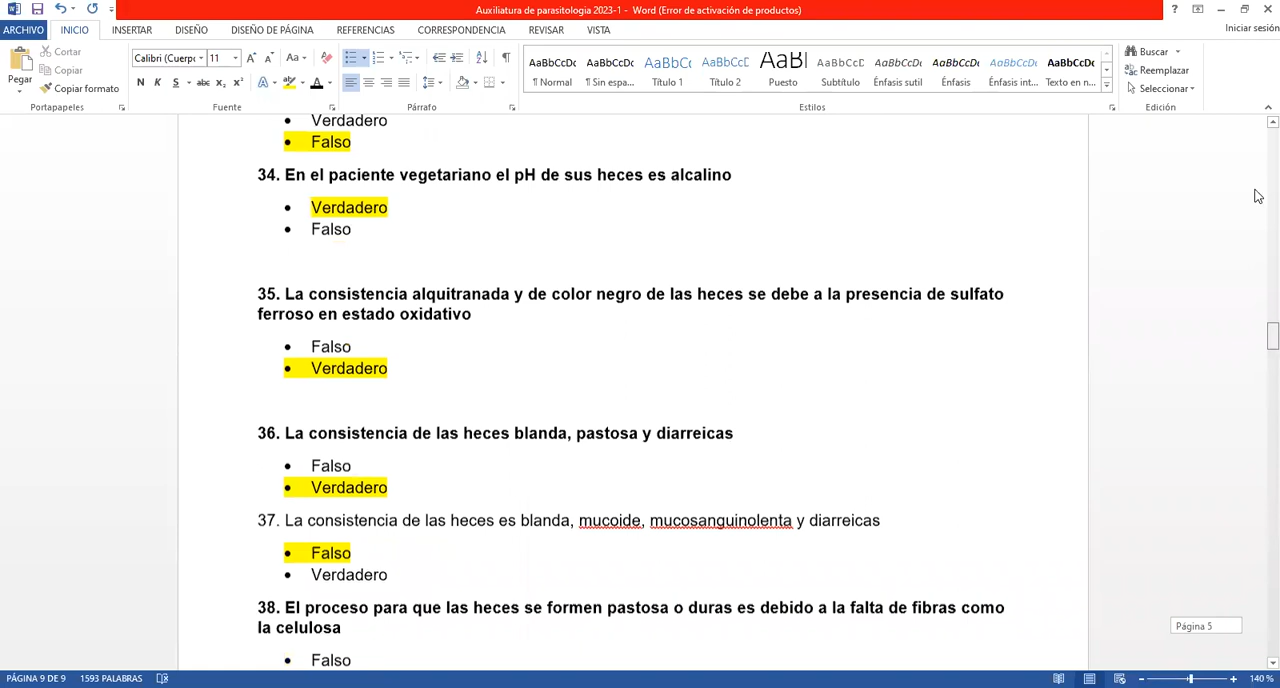 Auxiliatura de parasitologia 2023-1 - Word (Error de activación de productos)
Iniciar sesión
ARCHIVO INICIO INSERTAR DISEÑO DISEÑO DE PÁGINA REFERENCIAS CORRESPONDENCIA REVISAR VISTA
Pegar
Cortar
Copiar
Copiar formato
Portapapeles
Calibri (Cuerpo 11
N K S abc x₂ x²
Aa
Fuente
Párrafo
AaBbCcDc AaBbCcDc AaBbCc AaBbCcD AaBl AaBbCcD AaBbCcDc AaBbCcDc AaBbCcDc AaBbCcDc
¶ Normal ¶ Sin espa... Título 1 Título 2 Puesto Subtítulo Énfasis sutil Énfasis Énfasis int... Texto en n...
Estilos
Buscar
Reemplazar
Seleccionar
Edición
• Verdadero
• Falso
34. En el paciente vegetariano el pH de sus heces es alcalino
• Verdadero
• Falso
35. La consistencia alquitranada y de color negro de las heces se debe a la presencia de sulfato
ferroso en estado oxidativo
• Falso
• Verdadero
36. La consistencia de las heces blanda, pastosa y diarreicas
• Falso
• Verdadero
37. La consistencia de las heces es blanda, mucoide, mucosanguinolenta y diarreicas
• Falso
• Verdadero
38. El proceso para que las heces se formen pastosa o duras es debido a la falta de fibras como
la celulosa
• Falso
Página 5
PÁGINA 9 DE 9 1593 PALABRAS
140 %